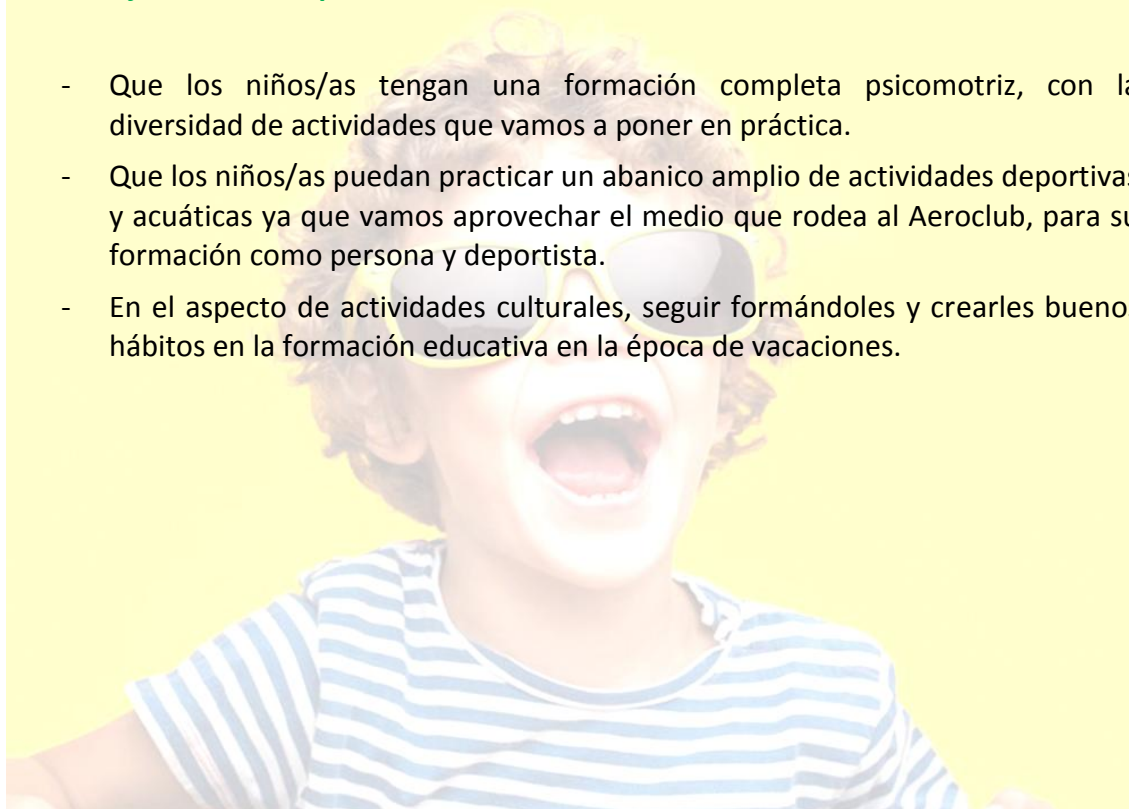 - Que los niños/as tengan una formación completa psicomotriz, con la
diversidad de actividades que vamos a poner en práctica.
- Que los niños/as puedan practicar un abanico amplio de actividades deportivas
y acuáticas ya que vamos aprovechar el medio que rodea al Aeroclub, para su
formación como persona y deportista.
- En el aspecto de actividades culturales, seguir formándoles y crearles bueno
hábitos en la formación educativa en la época de vacaciones.